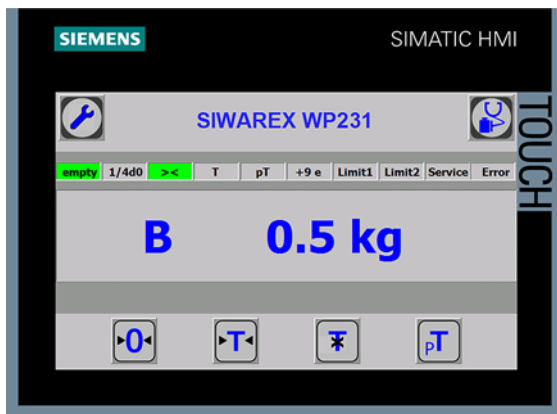 SIEMENS SIMATIC HMI
SIWAREX WP231
TOUCH
empty 1/4d0 >< T pT +9 e Limit1 Limit2 Service Error
B 0.5 kg
>0< >T< T pT